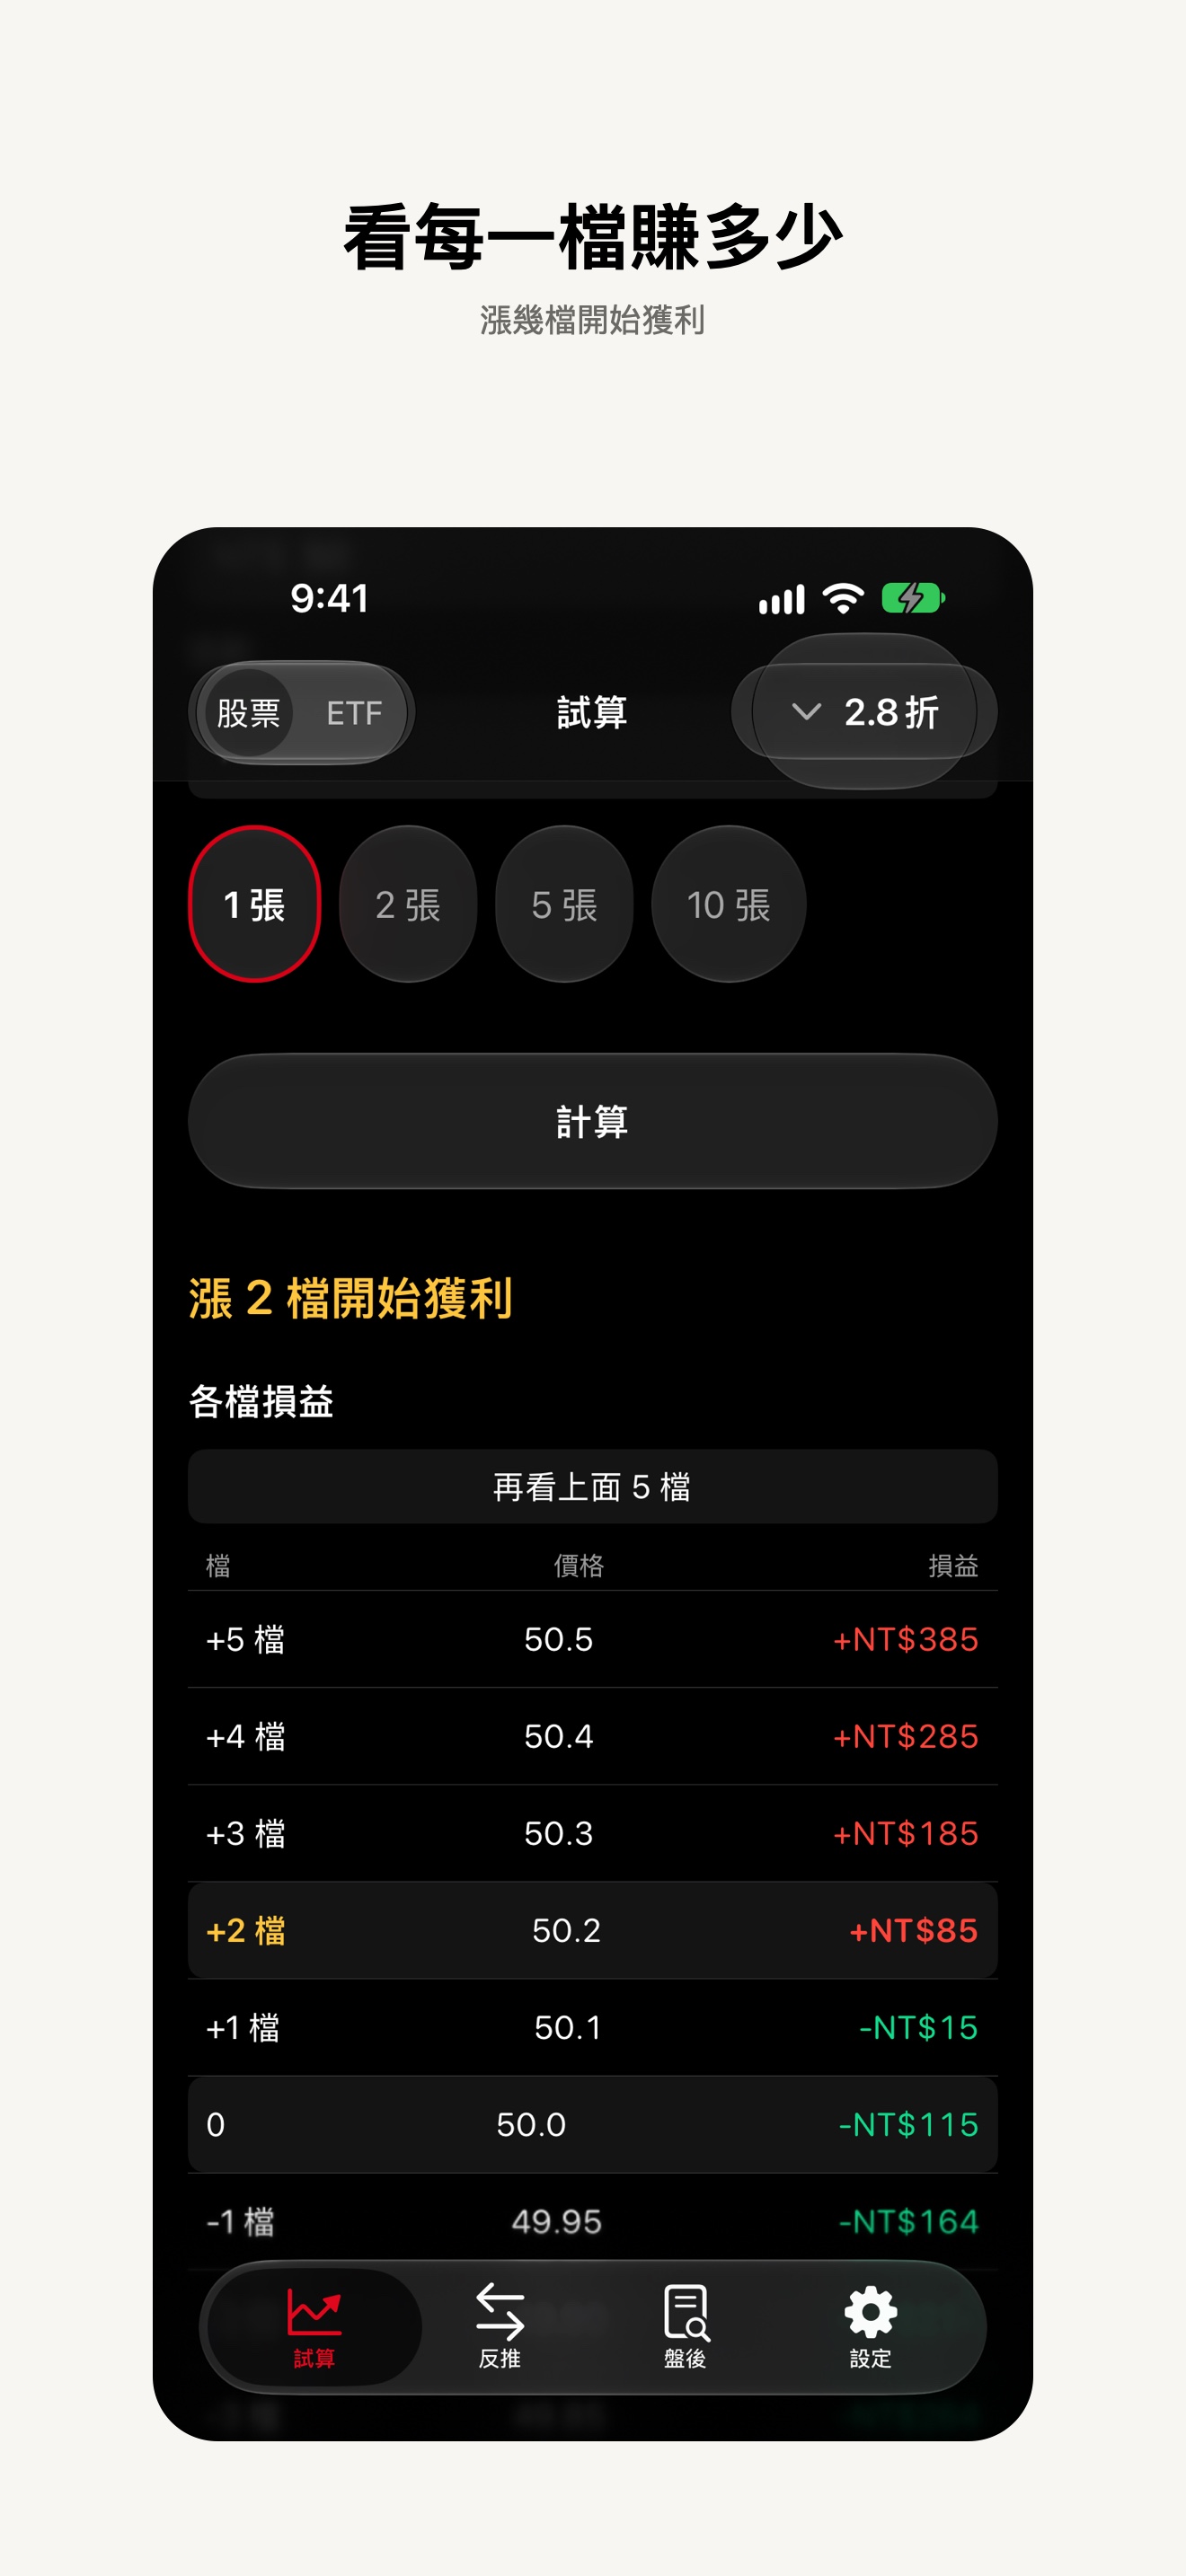 看每一檔賺多少
漲幾檔開始獲利
9:41
股票 ETF 試算 2.8折
1 張 2 張 5 張 10 張
計算
漲 2 檔開始獲利
各檔損益
再看上面 5 檔
檔 價格 損益
+5 檔 50.5 +NT$385
+4 檔 50.4 +NT$285
+3 檔 50.3 +NT$185
+2 檔 50.2 +NT$85
+1 檔 50.1 -NT$15
0 50.0 -NT$115
-1 檔 49.95 -NT$164
試算 反推 盤後 設定